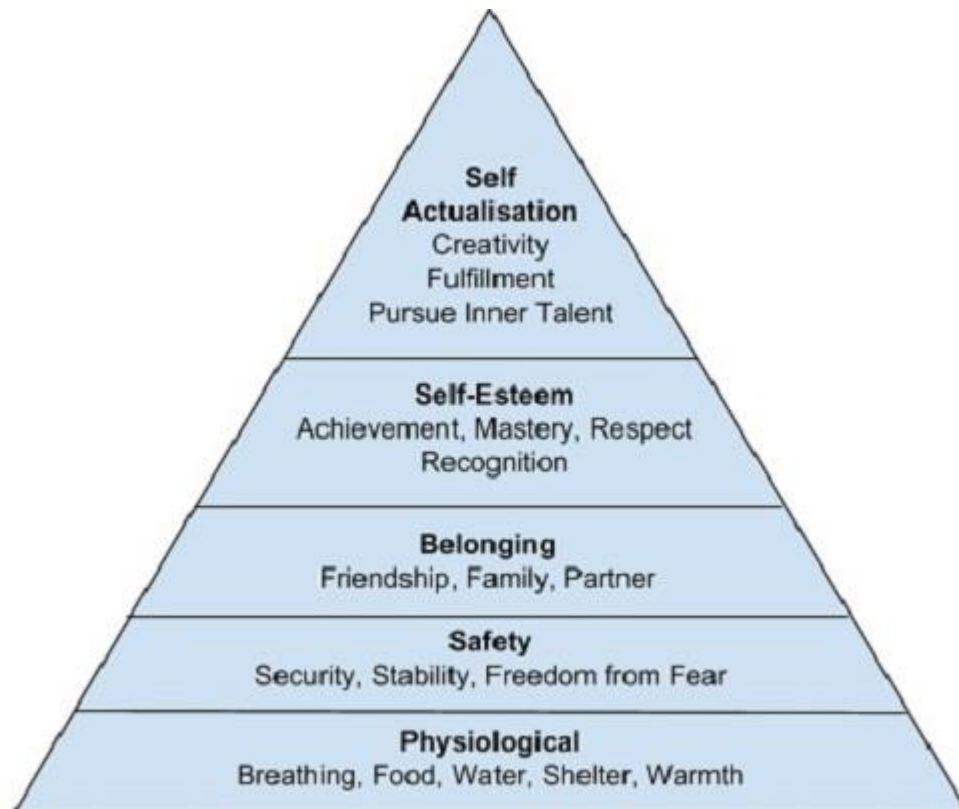 Self
Actualisation
Creativity
Fulfillment
Pursue Inner Talent
Self-Esteem
Achievement, Mastery, Respect
Recognition
Belonging
Friendship, Family, Partner
Safety
Security, Stability, Freedom from Fear
Physiological
Breathing, Food, Water, Shelter, Warmth